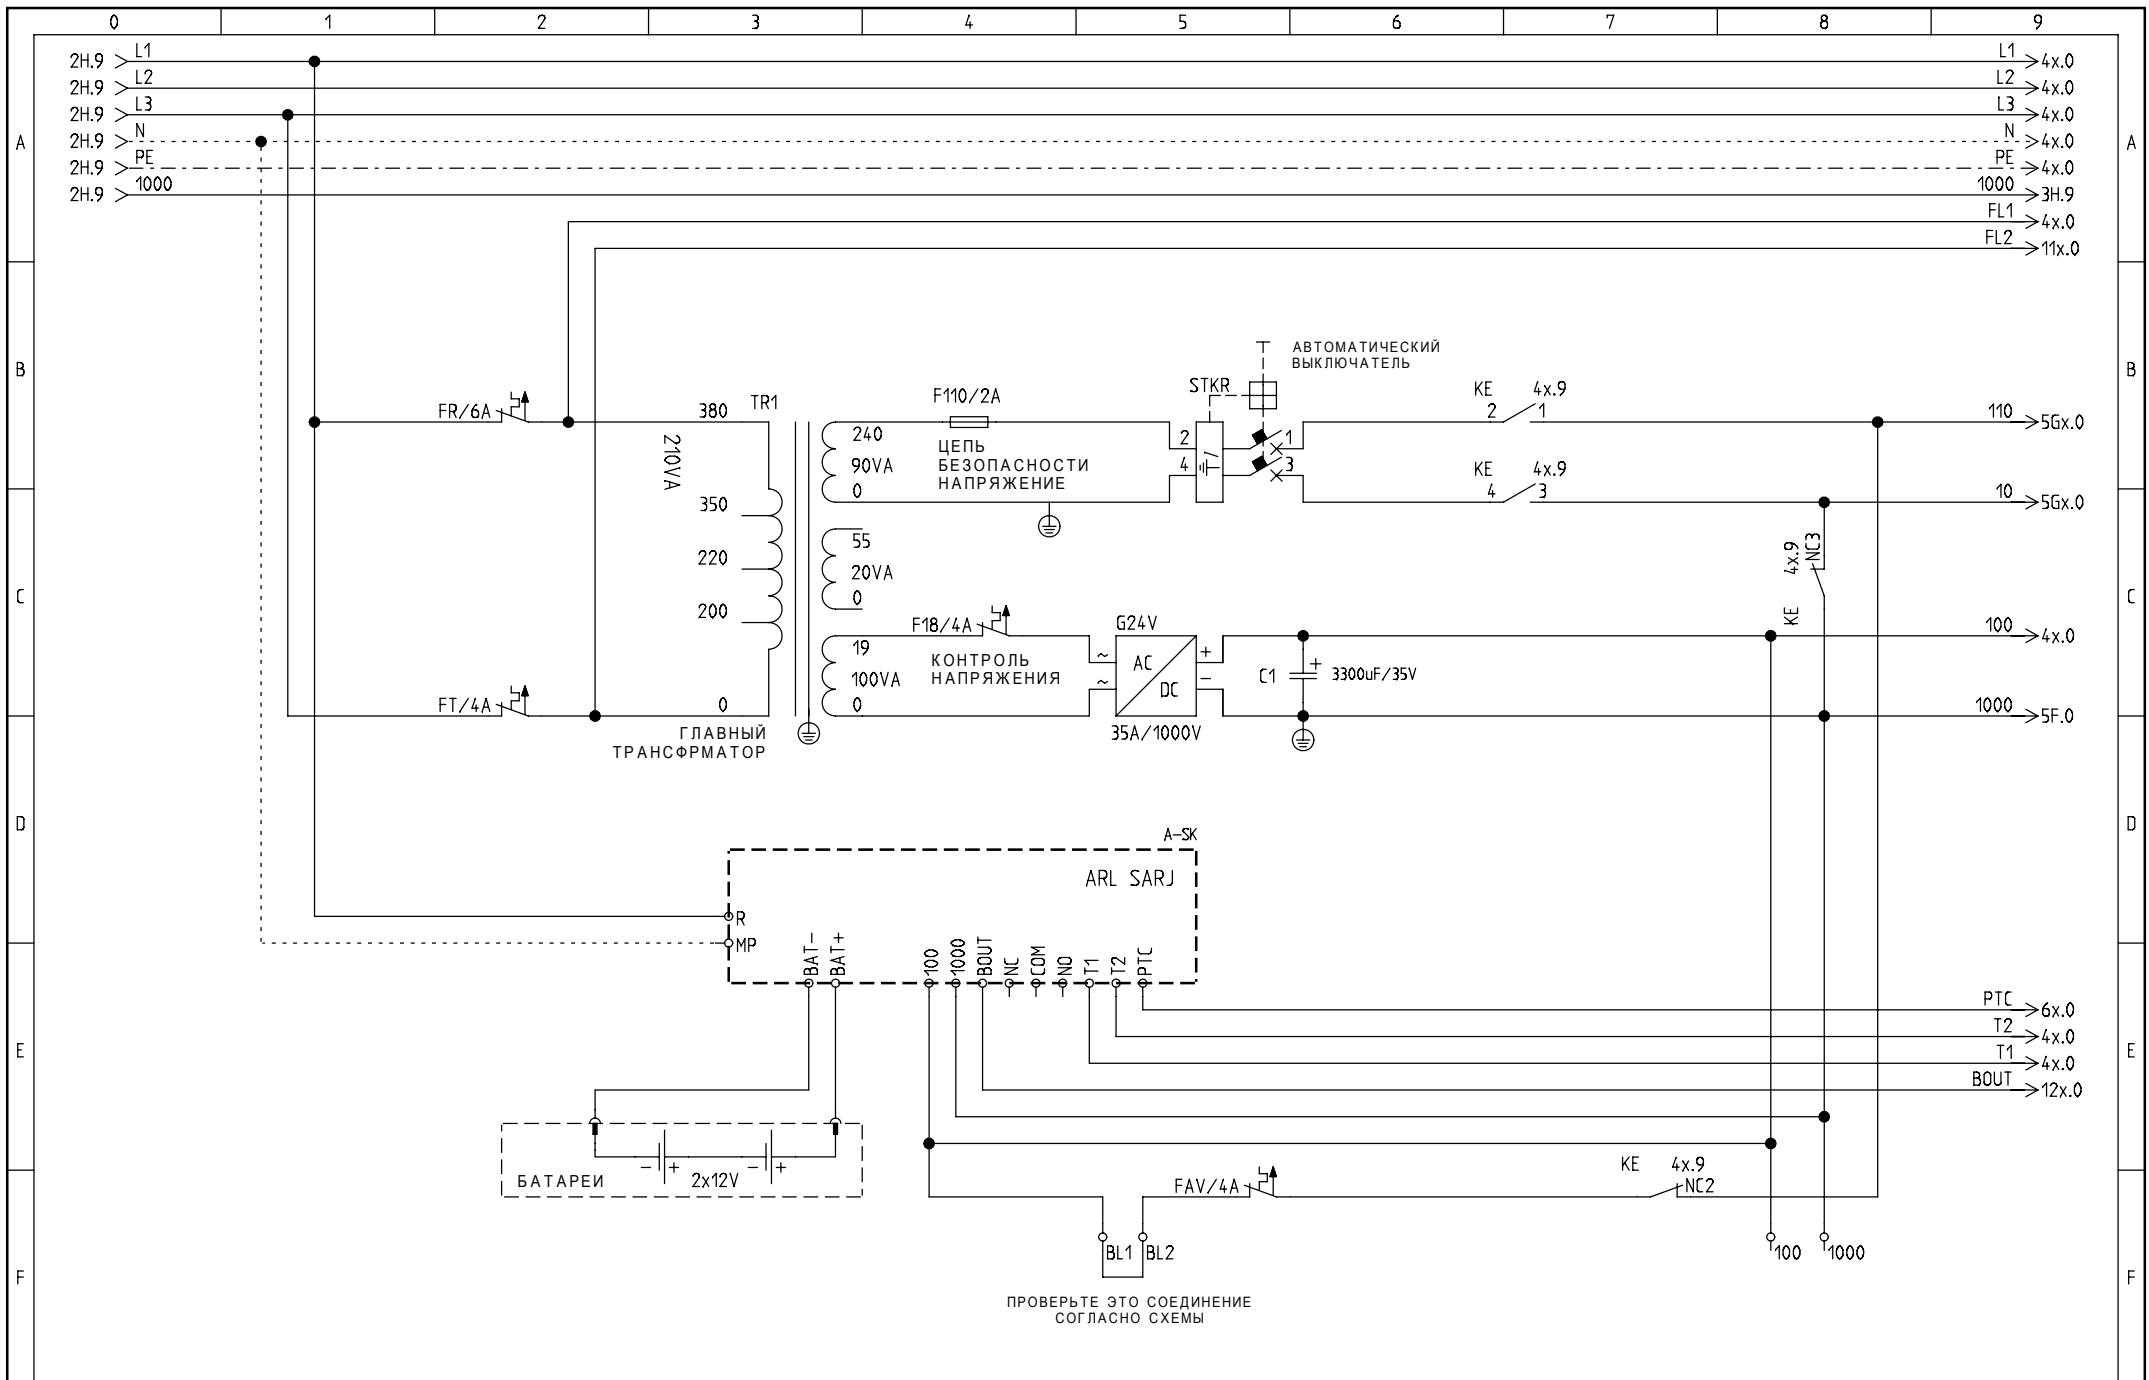 0 1 2 3 4 5 6 7 8 9
2H.9 L1 L1 4x.0
2H.9 L2 L2 4x.0
2H.9 L3 L3 4x.0
A 2H.9 N N 4x.0 A
2H.9 PE PE 4x.0
2H.9 1000 1000 3H.9
FL1 4x.0
FL2 11x.0
АВТОМАТИЧЕСКИЙ
ВЫКЛЮЧАТЕЛЬ
B B
STKR
FR/6A 380 TR1 F110/2A KE 4x.9
2 1 110 5Gx.0
240 2 1
ЦЕПЬ
БЕЗОПАСНОСТИ
НАПРЯЖЕНИЕ
210VA 90VA 4 T/ 3 KE 4x.9
0 4 3 10 5Gx.0
350
55
4x.9 NC3
220 20VA
C 0 C
200 KE
F18/4A G24V 100 4x.0
19 КОНТРОЛЬ
НАПРЯЖЕНИЯ
~ AC +
100VA ~ DC - C1 + 3300uF/35V
FT/4A 0 0 1000 5F.0
ГЛАВНЫЙ
ТРАНСФРМАТОР
35A/1000V
D D
A-SK
ARL SARJ
R
MP
BAT- BAT+ 100 1000 BOUT NC COM NO T1 T2 PTC
PTC 6x.0
T2 4x.0
E T1 4x.0 E
BOUT 12x.0
- + - +
БАТАРЕИ 2x12V
KE 4x.9
FAV/4A NC2
BL1 BL2 100 1000
F F
ПРОВЕРЬТЕ ЭТО СОЕДИНЕНИЕ
СОГЛАСНО СХЕМЫ